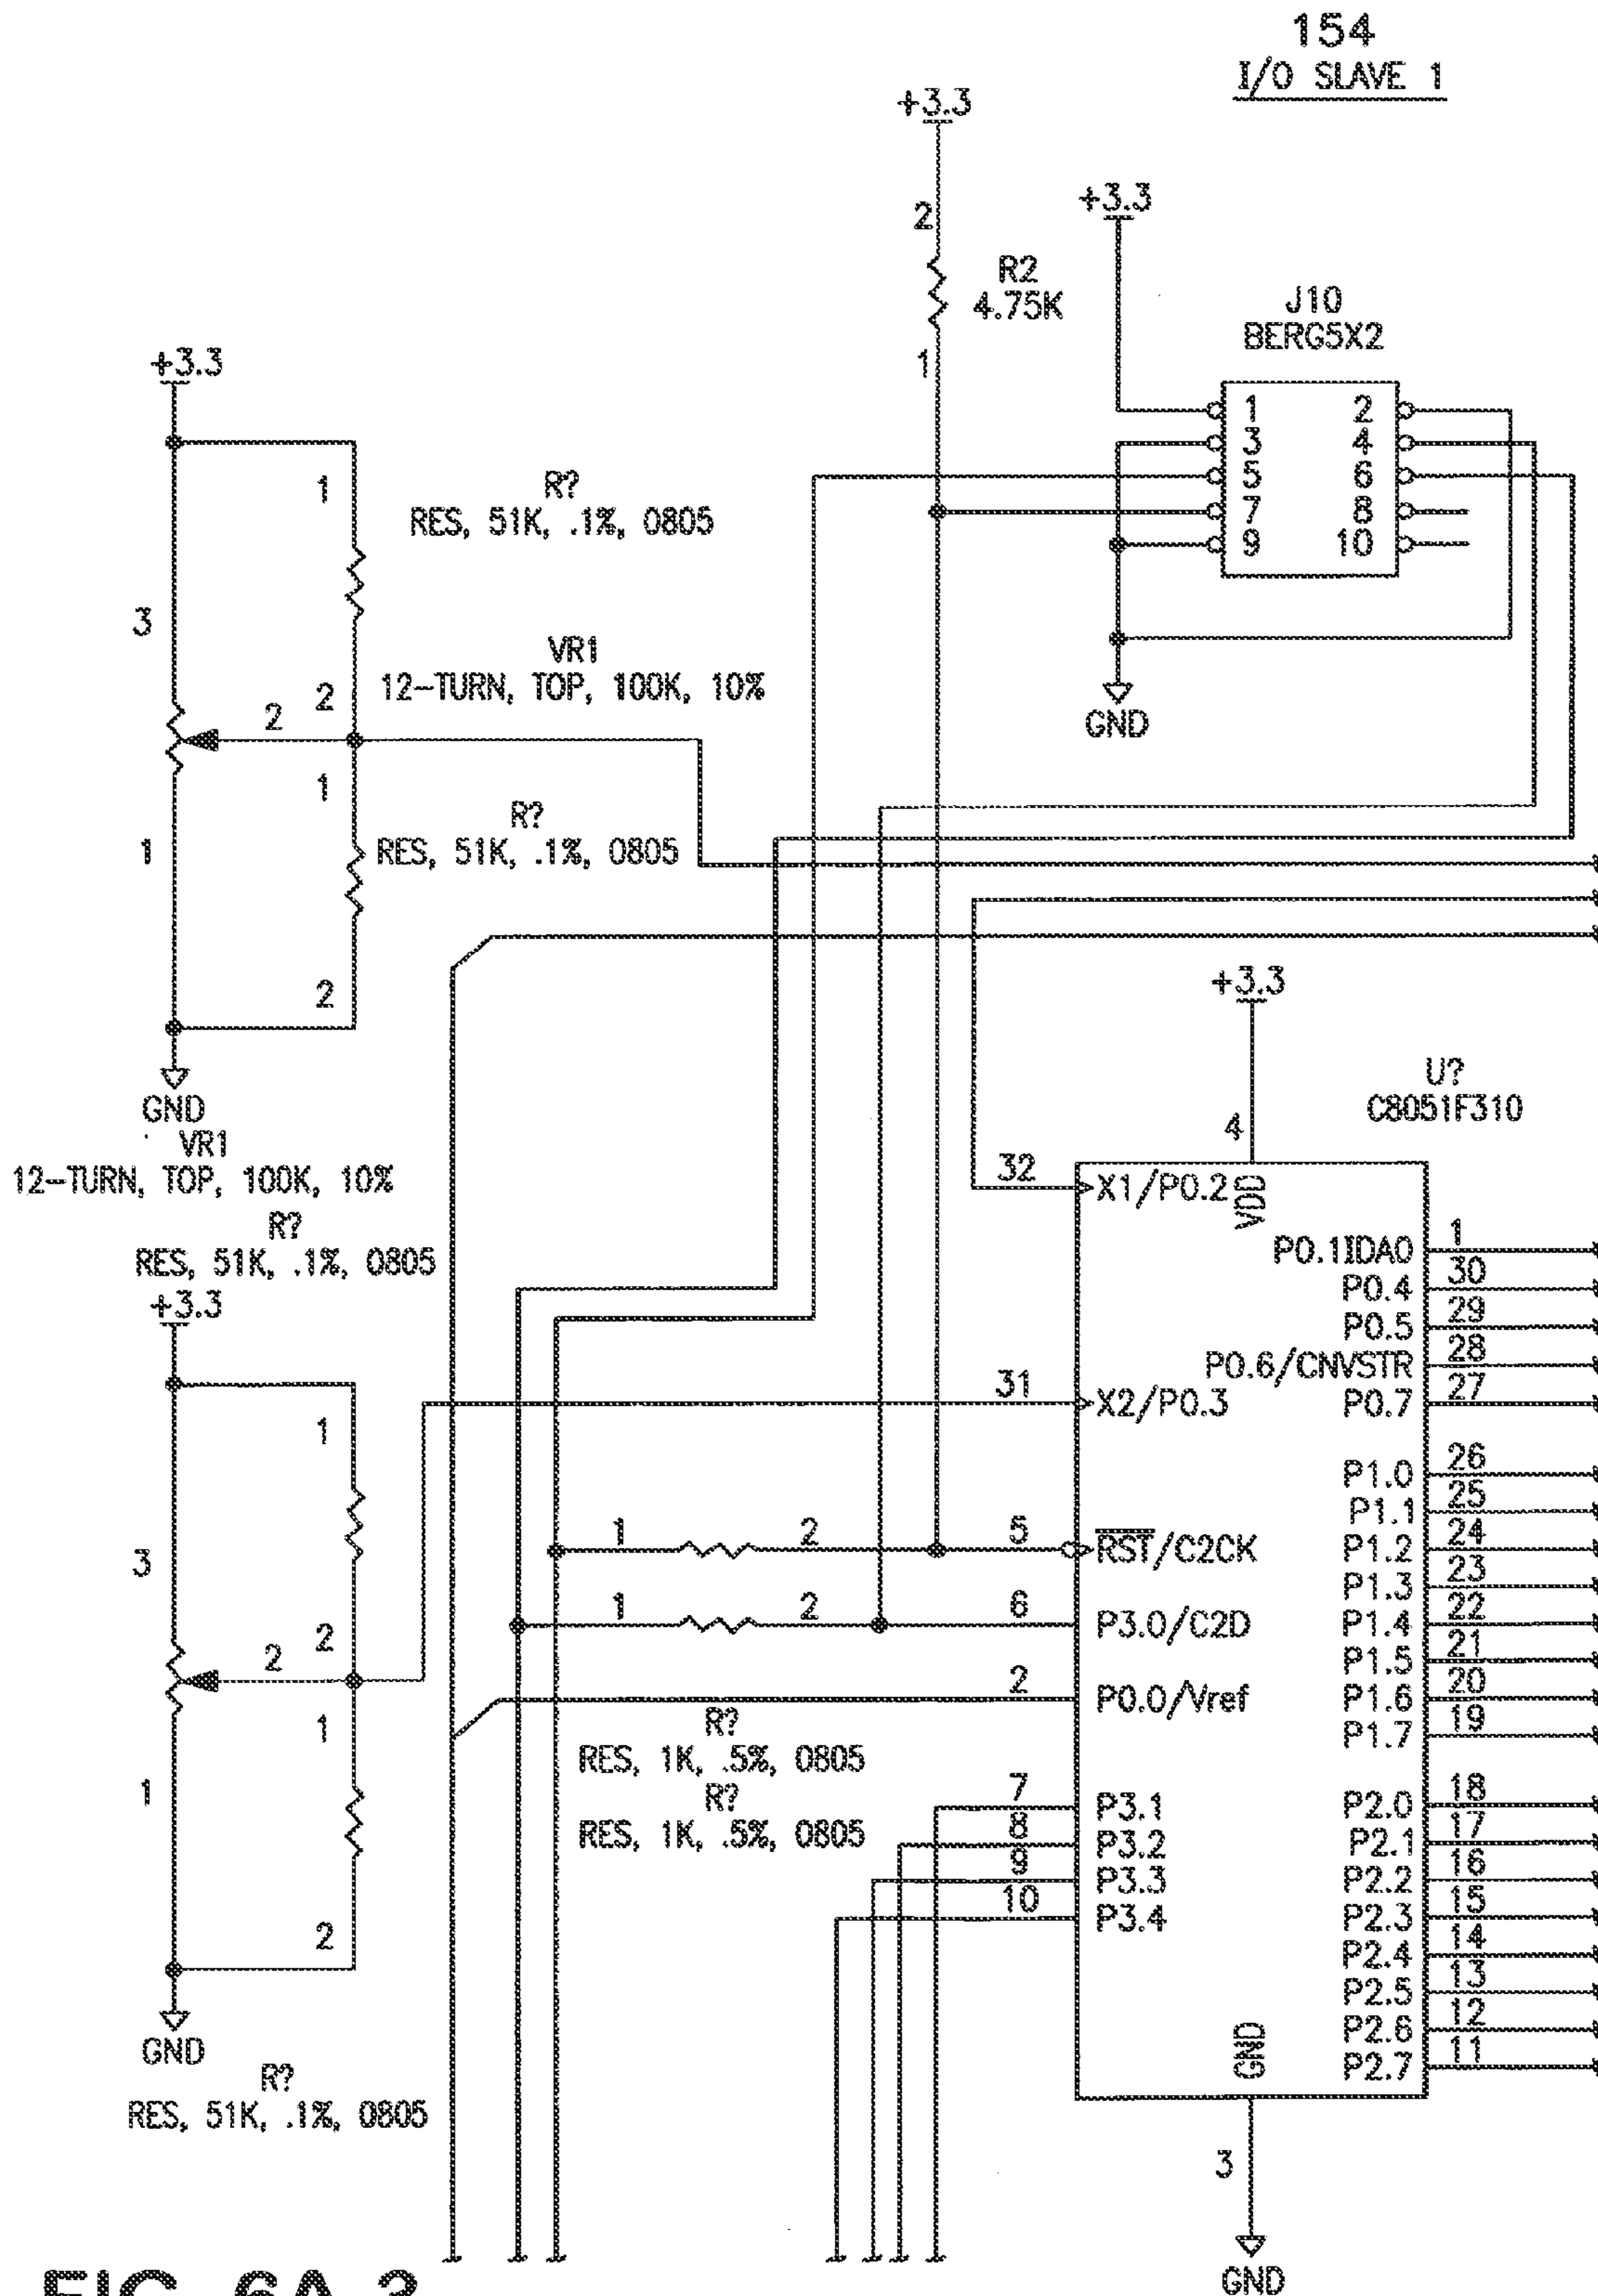 154
I/O SLAVE 1
+3.3
2
R2
4.75K
1
+3.3
J10
BERG5X2
1 2
3 4
5 6
7 8
9 10
GND
+3.3
1
R?
RES, 51K, .1%, 0805
3
VR1
12-TURN, TOP, 100K, 10%
2
2
1
R?
RES, 51K, .1%, 0805
1
2
GND
VR1
12-TURN, TOP, 100K, 10%
R?
RES, 51K, .1%, 0805
+3.3
1
3
2
2
1
1
2
GND
R?
RES, 51K, .1%, 0805
+3.3
4
U?
C8051F310
32
X1/P0.2
VDD
31
X2/P0.3
1
2
5
RST/C2CK
1
2
6
P3.0/C2D
2
P0.0/Vref
R?
RES, 1K, .5%, 0805
R?
RES, 1K, .5%, 0805
7
P3.1
8
P3.2
9
P3.3
10
P3.4
P0.1IDA0 1
P0.4 30
P0.5 29
P0.6/CNVSTR 28
P0.7 27
P1.0 26
P1.1 25
P1.2 24
P1.3 23
P1.4 22
P1.5 21
P1.6 20
P1.7 19
P2.0 18
P2.1 17
P2.2 16
P2.3 15
P2.4 14
P2.5 13
P2.6 12
P2.7 11
GND
3
GND
FIG. 6A-3